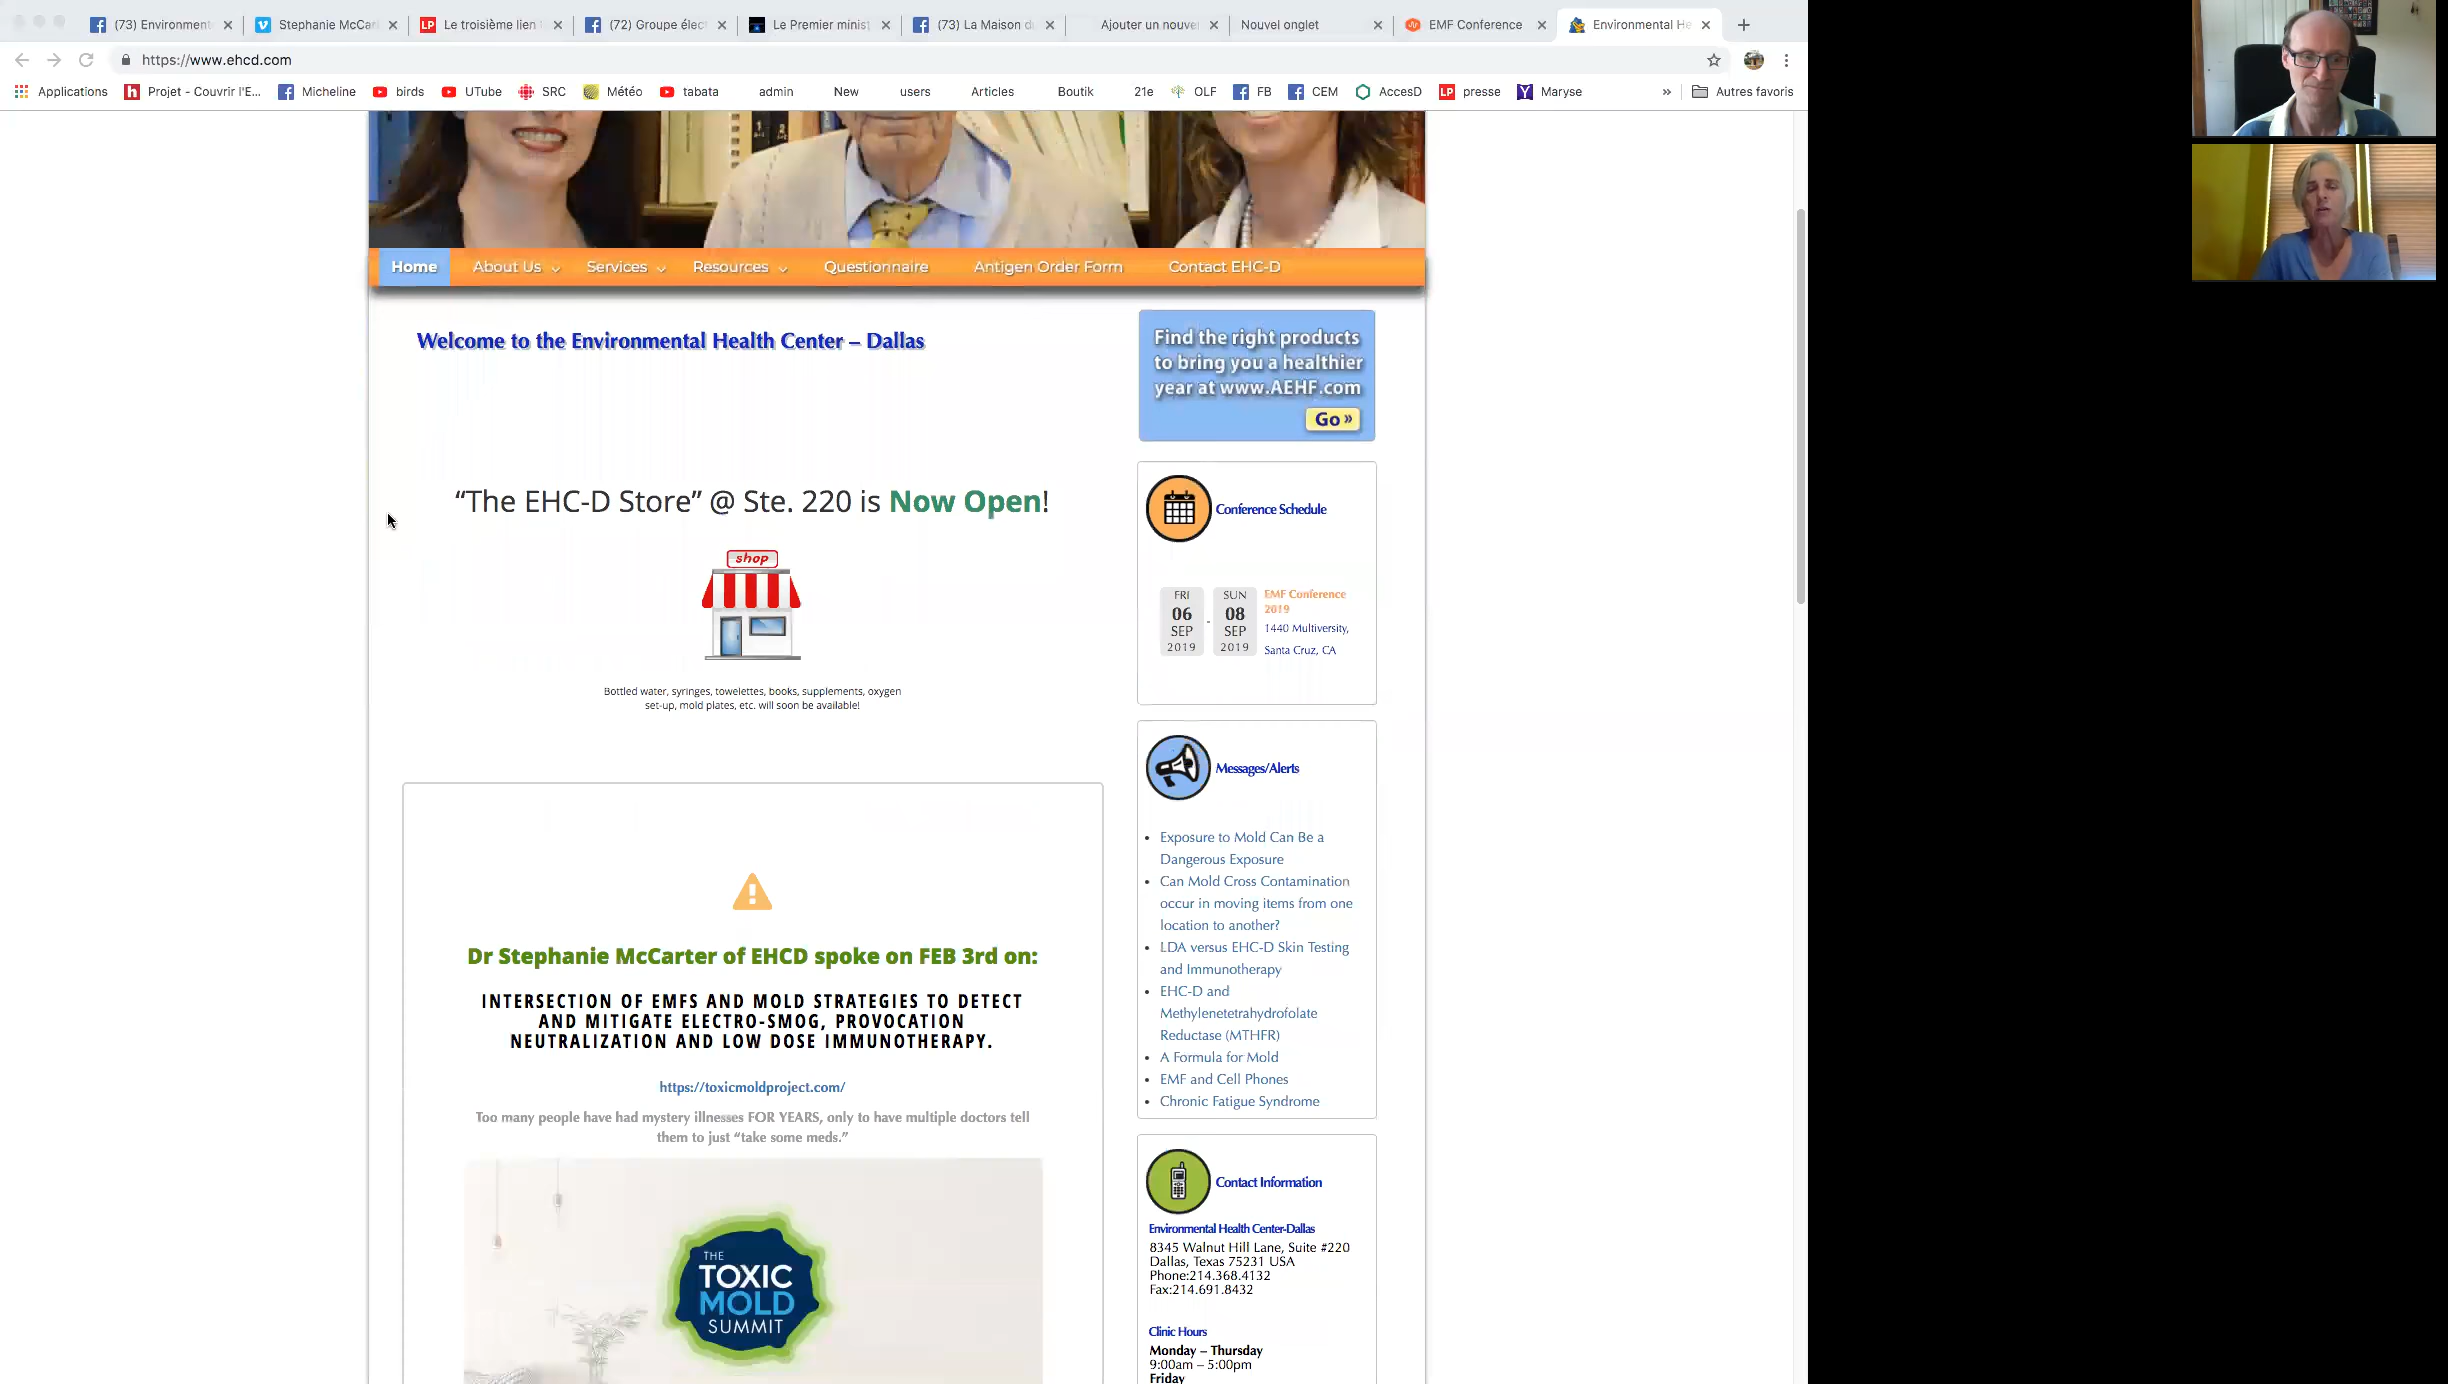 (73) Environment
Stephanie McCar
Le troisième lien
(72) Groupe élect
Le Premier minist
(73) La Maison d
Ajouter un nouve
Nouvel onglet
EMF Conference
Environmental He
https://www.ehcd.com
Applications
Projet - Couvrir l'E...
Micheline
birds
UTube
SRC
Météo
tabata
admin
New
users
Articles
Boutik
21e
OLF
FB
CEM
AccesD
presse
Maryse
»
Autres favoris
Home
About Us
Services
Resources
Questionnaire
Antigen Order Form
Contact EHC-D
Welcome to the Environmental Health Center – Dallas
“The EHC-D Store” @ Ste. 220 is Now Open!
shop
Bottled water, syringes, towelettes, books, supplements, oxygen
set-up, mold plates, etc. will soon be available!
Dr Stephanie McCarter of EHCD spoke on FEB 3rd on:
INTERSECTION OF EMFS AND MOLD STRATEGIES TO DETECT
AND MITIGATE ELECTRO-SMOG, PROVOCATION
NEUTRALIZATION AND LOW DOSE IMMUNOTHERAPY.
https://toxicmoldproject.com/
Too many people have had mystery illnesses FOR YEARS, only to have multiple doctors tell
them to just “take some meds.”
THE
TOXIC
MOLD
SUMMIT
Find the right products
to bring you a healthier
year at www.AEHF.com
Go »
Conference Schedule
FRI
06
SEP
2019
-
SUN
08
SEP
2019
EMF Conference
2019
1440 Multiversity,
Santa Cruz, CA
Messages/Alerts
• Exposure to Mold Can Be a
Dangerous Exposure
• Can Mold Cross Contamination
occur in moving items from one
location to another?
• LDA versus EHC-D Skin Testing
and Immunotherapy
• EHC-D and
Methylenetetrahydrofolate
Reductase (MTHFR)
• A Formula for Mold
• EMF and Cell Phones
• Chronic Fatigue Syndrome
Contact Information
Environmental Health Center-Dallas
8345 Walnut Hill Lane, Suite #220
Dallas, Texas 75231 USA
Phone:214.368.4132
Fax:214.691.8432
Clinic Hours
Monday – Thursday
9:00am – 5:00pm
Friday